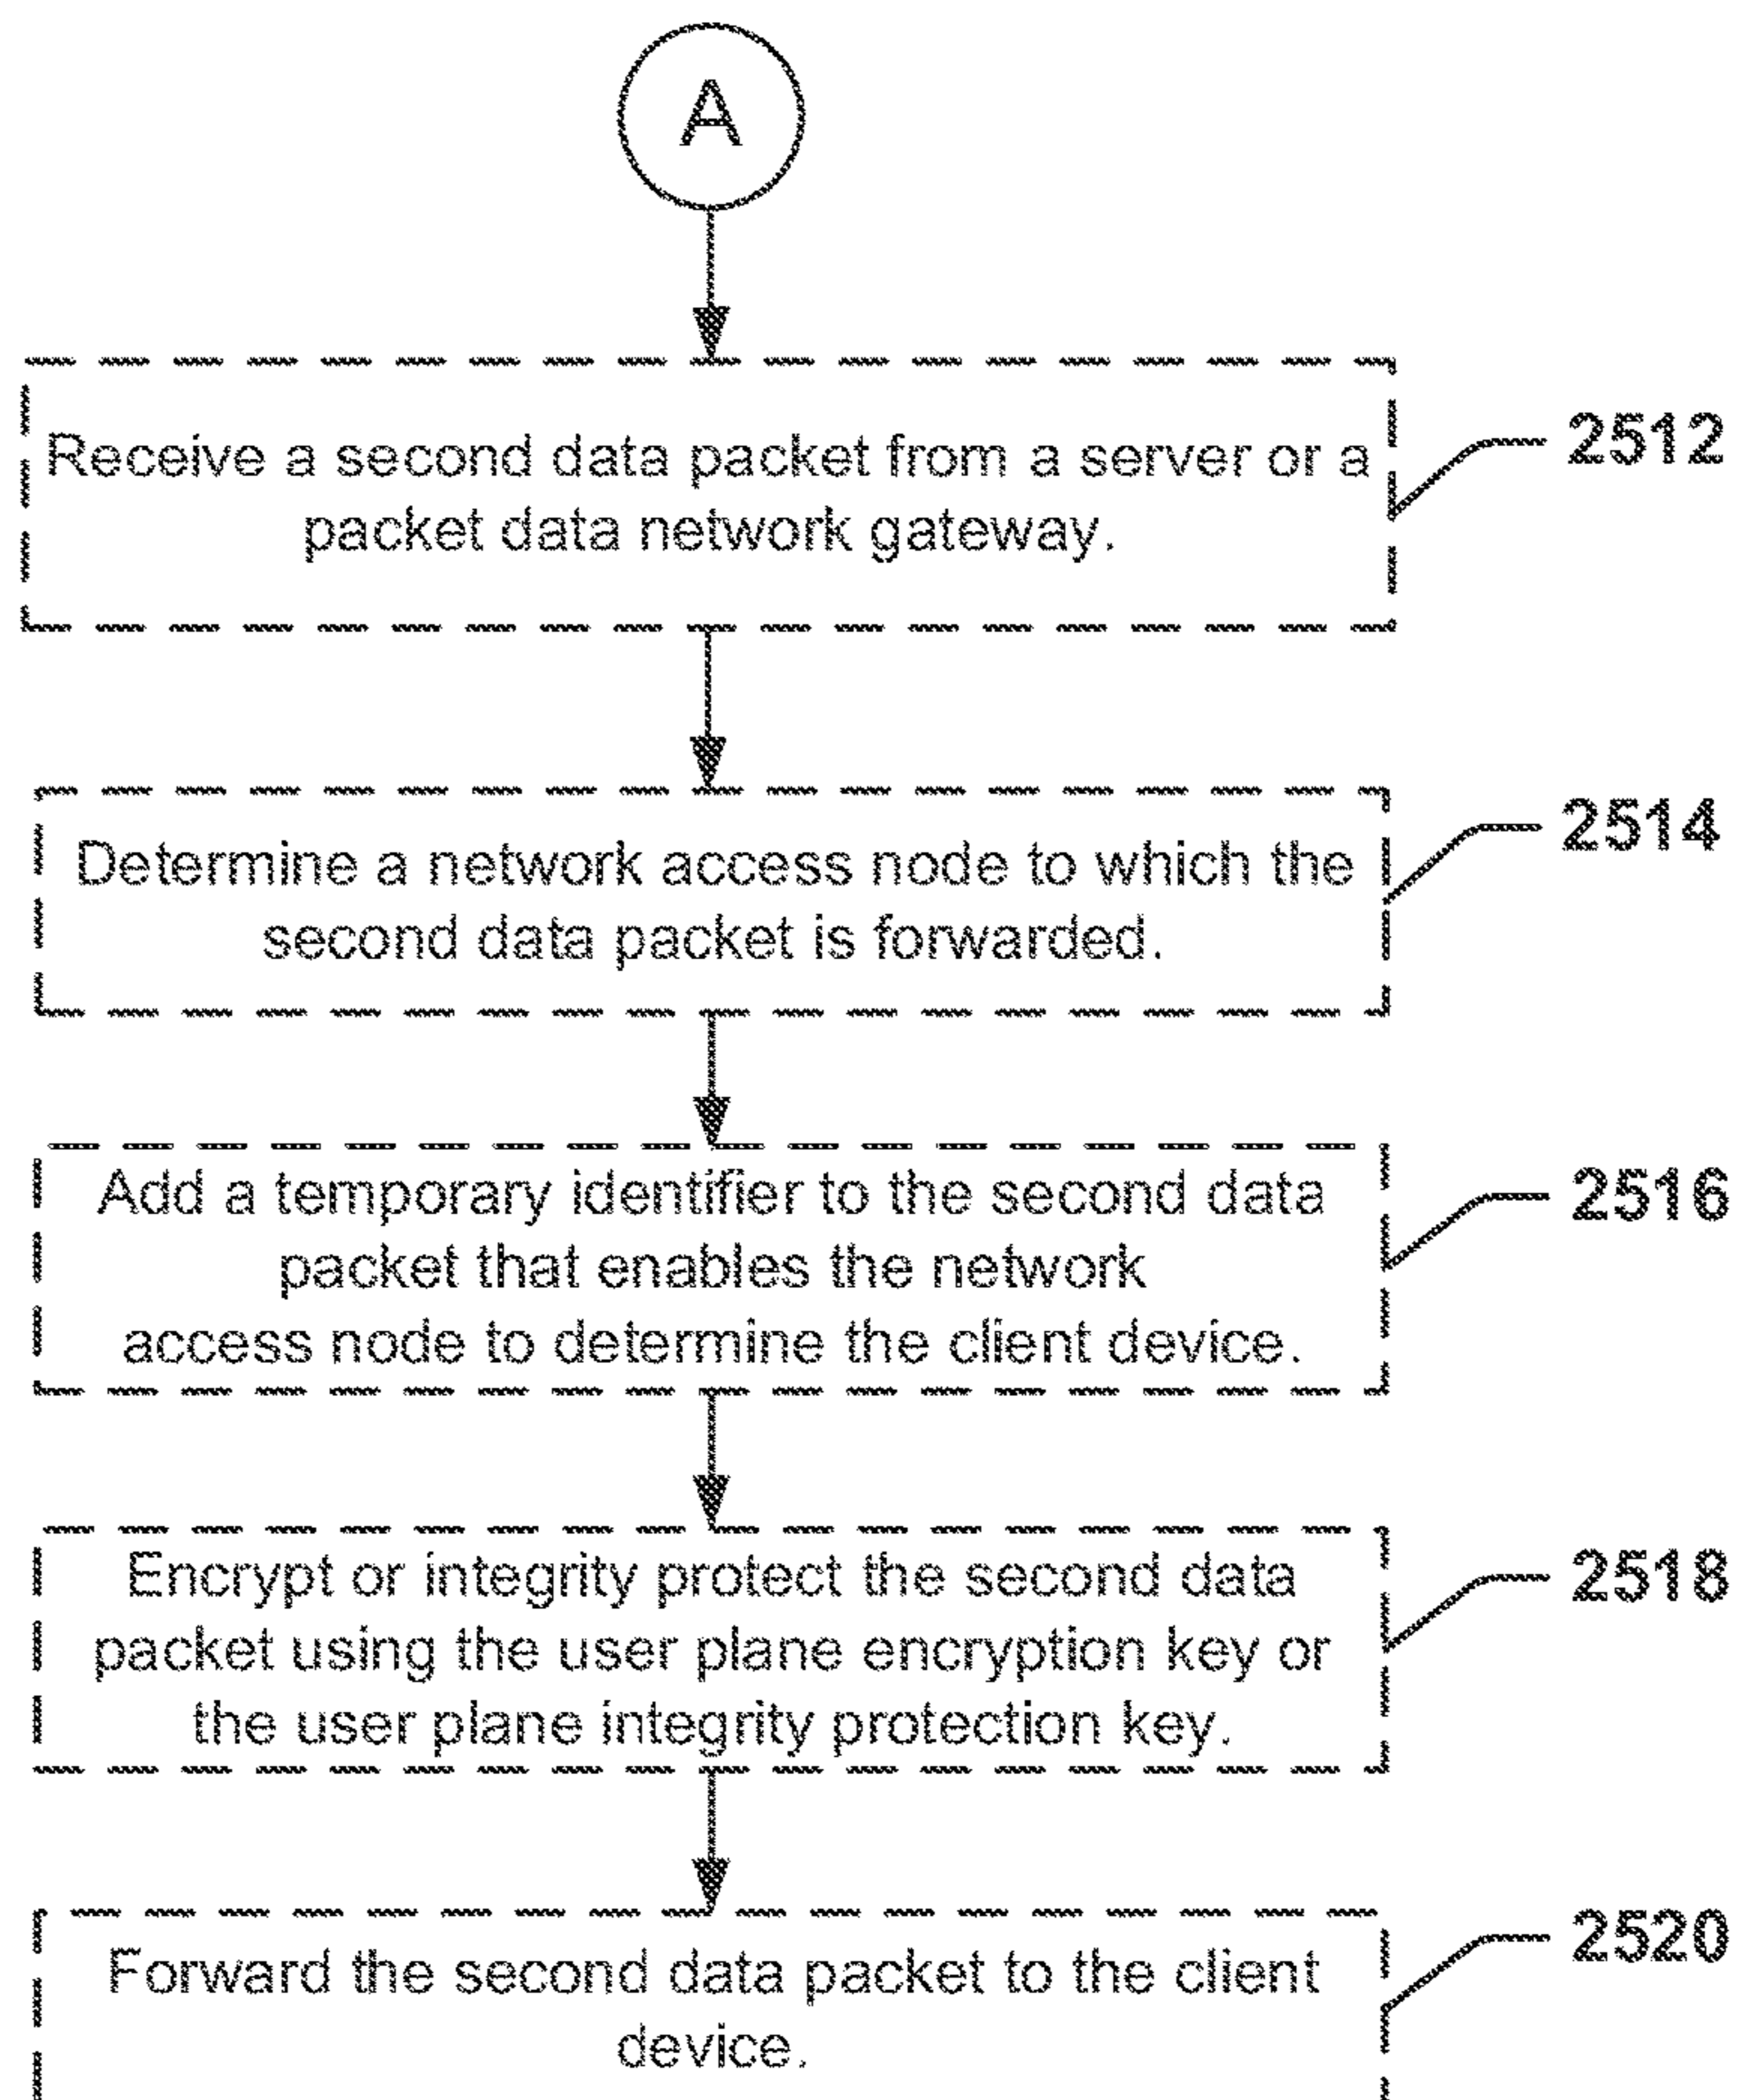 A
Receive a second data packet from a server or a
packet data network gateway.
2512
Determine a network access node to which the
second data packet is forwarded.
2514
Add a temporary identifier to the second data
packet that enables the network
access node to determine the client device.
2516
Encrypt or integrity protect the second data
packet using the user plane encryption key or
the user plane integrity protection key.
2518
Forward the second data packet to the client
device.
2520